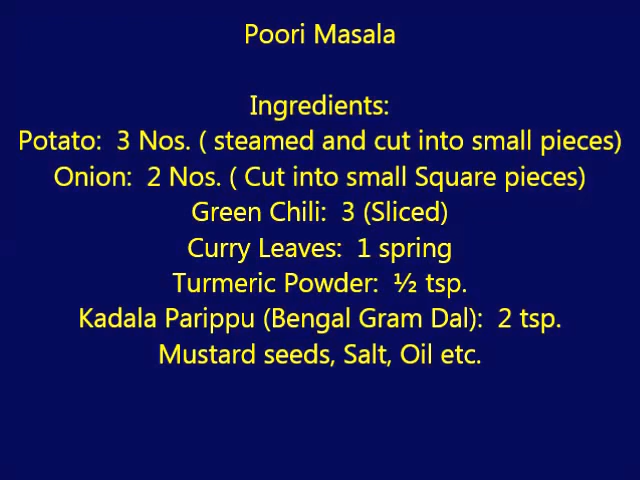 Poori Masala
Ingredients:
Potato: 3 Nos. ( steamed and cut into small pieces)
Onion: 2 Nos. ( Cut into small Square pieces)
Green Chili: 3 (Sliced)
Curry Leaves: 1 spring
Turmeric Powder: ½ tsp.
Kadala Parippu (Bengal Gram Dal): 2 tsp.
Mustard seeds, Salt, Oil etc.